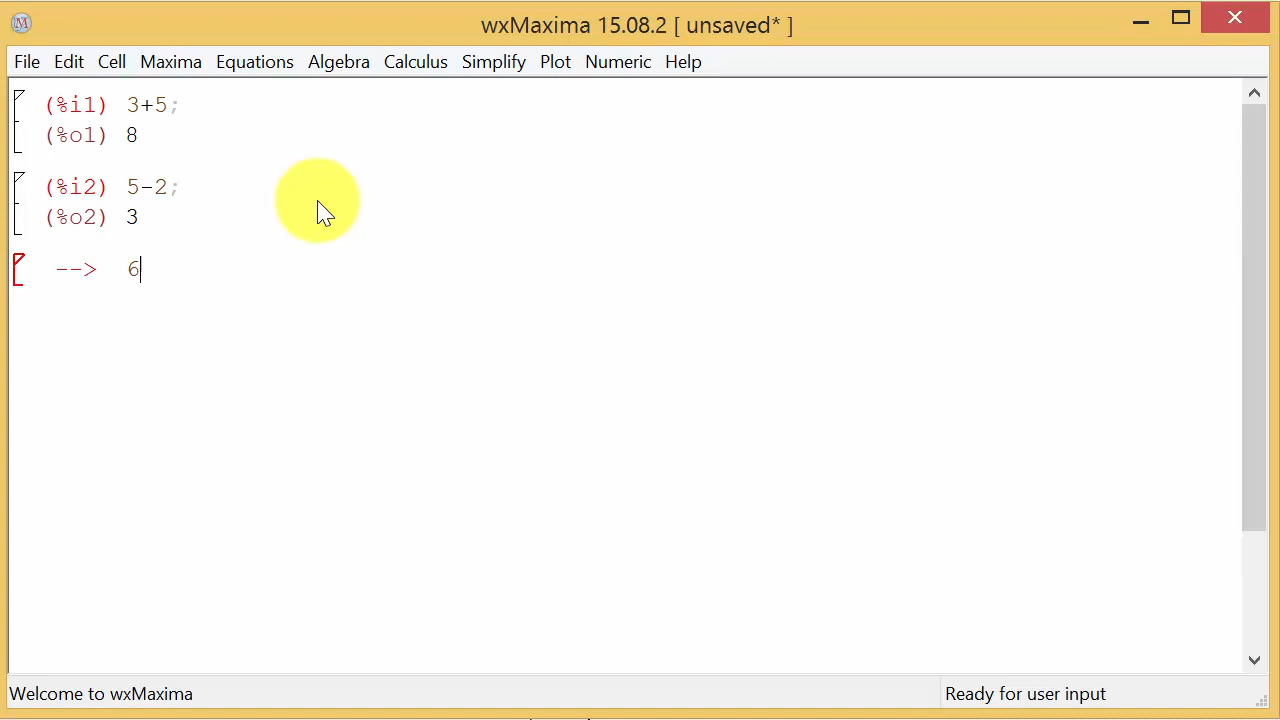 wxMaxima 15.08.2 [ unsaved* ]
File Edit Cell Maxima Equations Algebra Calculus Simplify Plot Numeric Help
(%i1) 3+5;
(%o1) 8
(%i2) 5-2;
(%o2) 3
--> 6
Welcome to wxMaxima Ready for user input